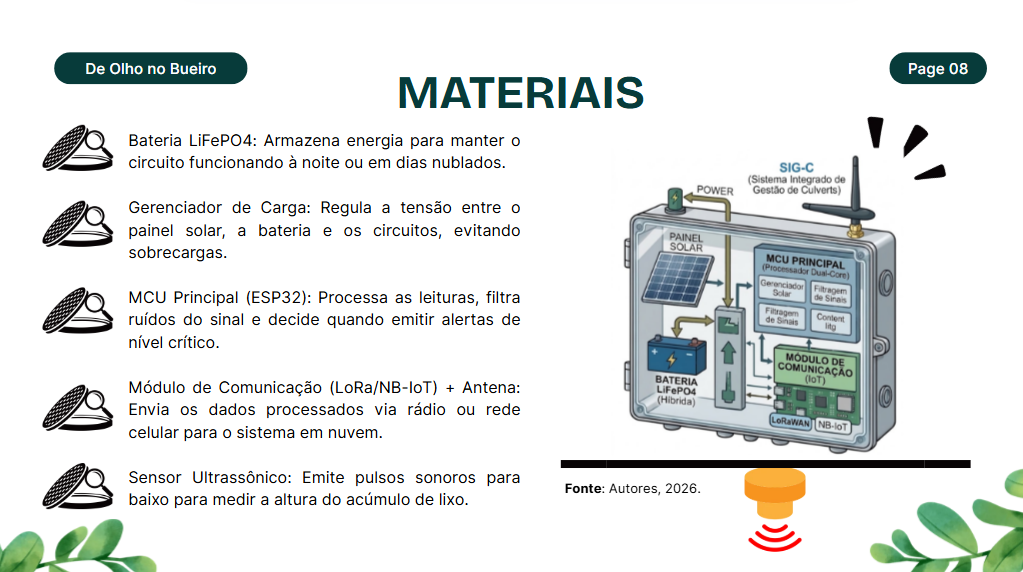 De Olho no Bueiro
Page 08
MATERIAIS
Bateria LiFePO4: Armazena energia para manter o
circuito funcionando à noite ou em dias nublados.
Gerenciador de Carga: Regula a tensão entre o
painel solar, a bateria e os circuitos, evitando
sobrecargas.
MCU Principal (ESP32): Processa as leituras, filtra
ruídos do sinal e decide quando emitir alertas de
nível crítico.
Módulo de Comunicação (LoRa/NB-IoT) + Antena:
Envia os dados processados via rádio ou rede
celular para o sistema em nuvem.
Sensor Ultrassônico: Emite pulsos sonoros para
baixo para medir a altura do acúmulo de lixo.
SIG-C
(Sistema Integrado de
Gestão de Culverts)
POWER
PAINEL
SOLAR
MCU PRINCIPAL
(Processador Dual-Core)
Gerenciador
Solar
Filtragem
de Sinais
Filtragem
de Sinais
Content
litg
BATERIA
LiFePO4
(Híbrida)
MÓDULO DE
COMUNICAÇÃO
(IoT)
LoRaWAN
NB-IoT
Fonte: Autores, 2026.